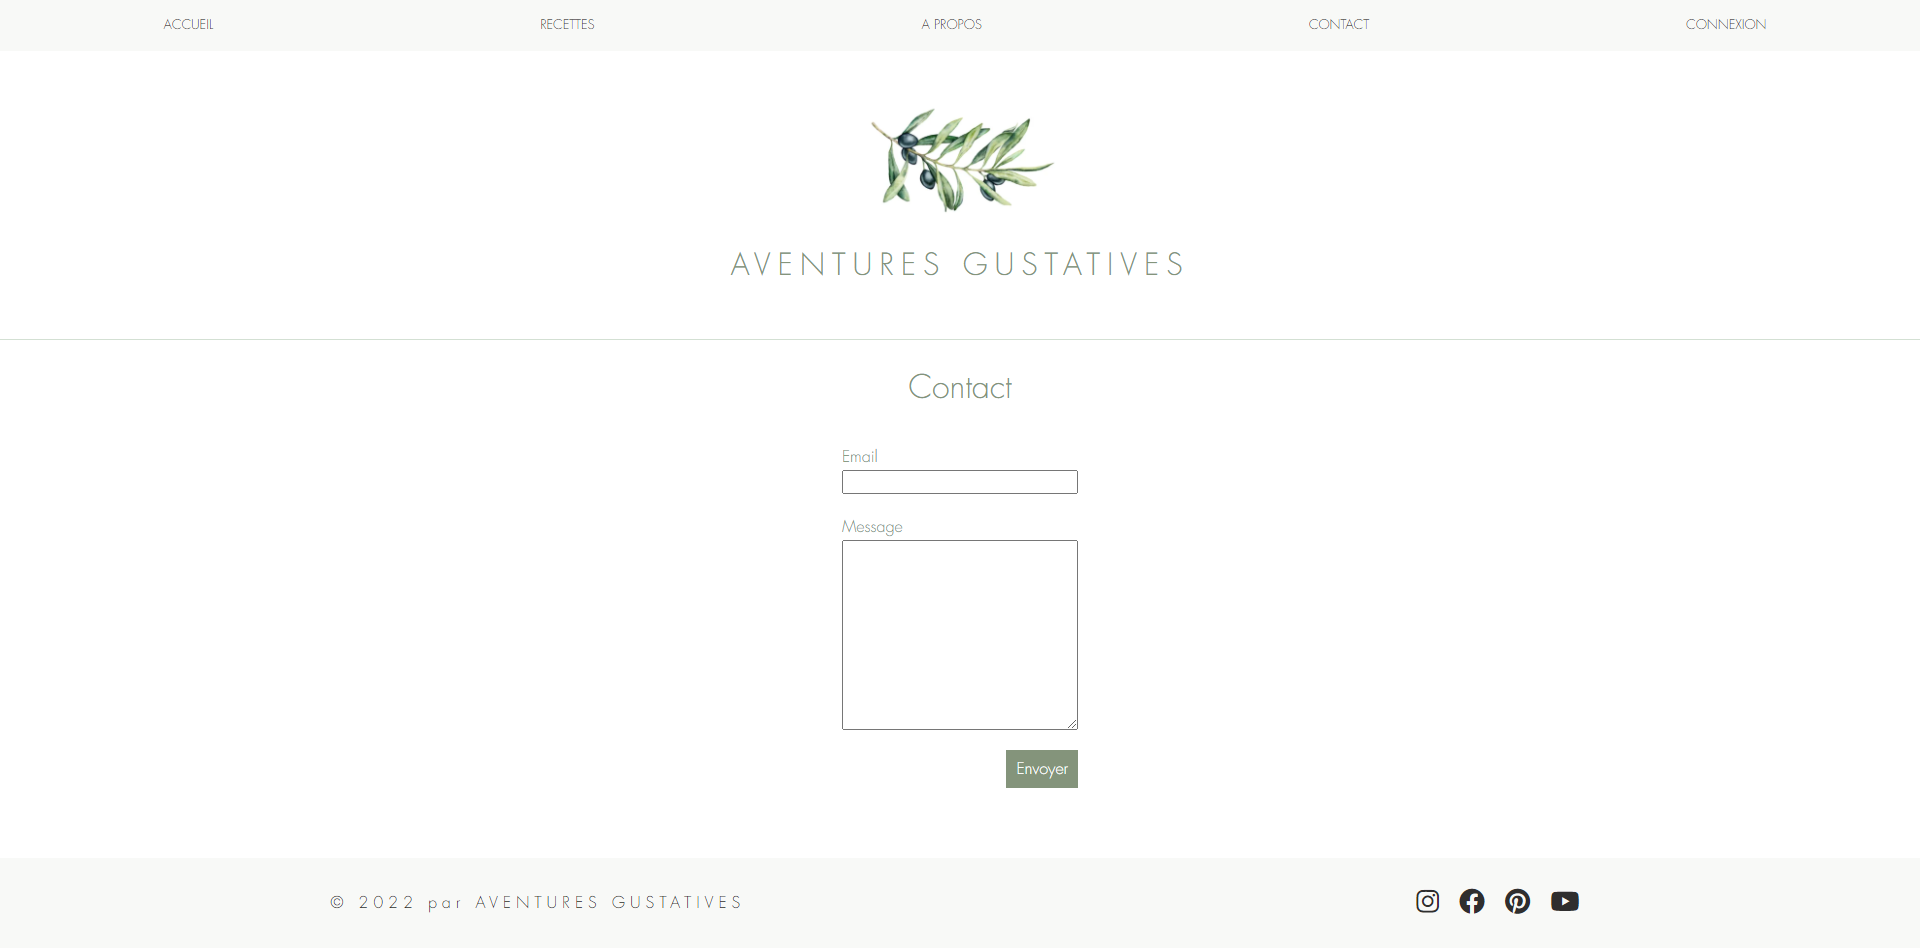 ACCUEIL RECETTES A PROPOS CONTACT CONNEXION
AVENTURES GUSTATIVES
Contact
Email
Message
Envoyer
© 2022 par AVENTURES GUSTATIVES